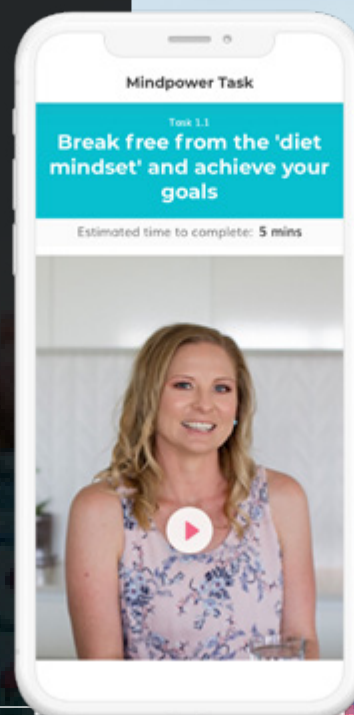 Mindpower Task
Task 1.1
Break free from the 'diet
mindset' and achieve your
goals
Estimated time to complete: 5 mins